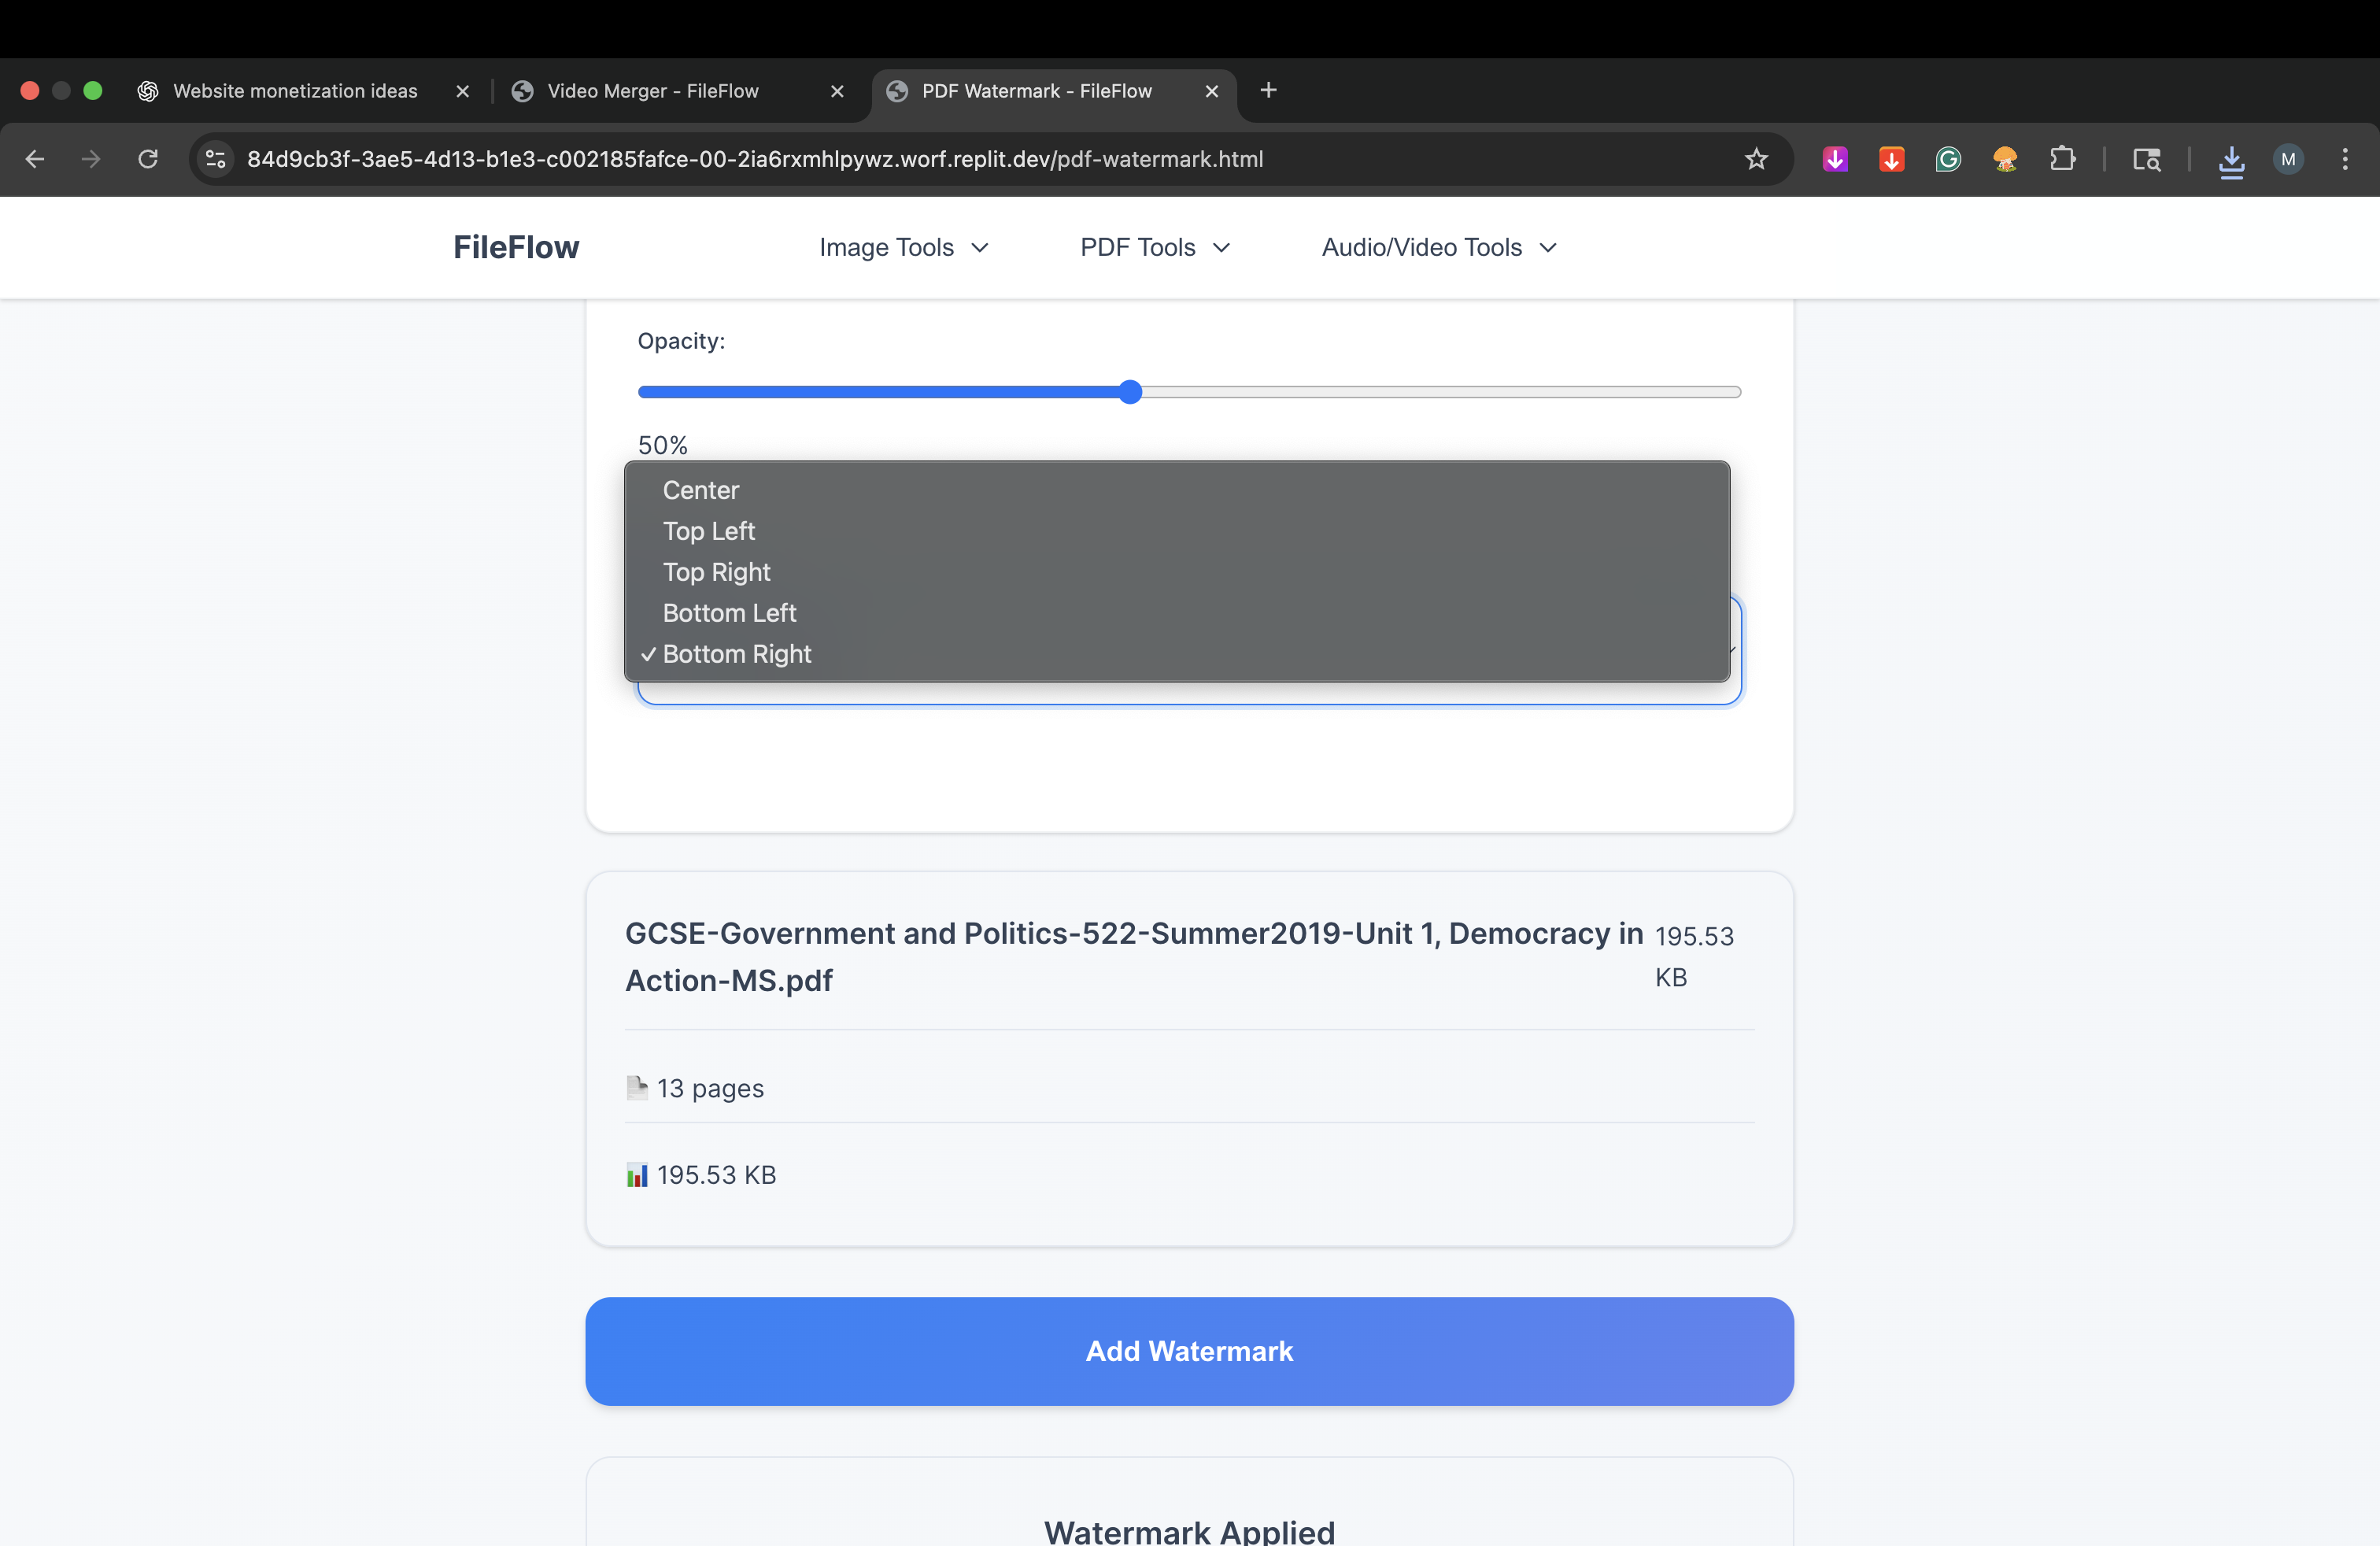 Website monetization ideas
Video Merger - FileFlow
PDF Watermark - FileFlow
84d9cb3f-3ae5-4d13-b1e3-c002185fafce-00-2ia6rxmhlpywz.worf.replit.dev/pdf-watermark.html
M
FileFlow
Image Tools
PDF Tools
Audio/Video Tools
Opacity:
50%
Center
Top Left
Top Right
Bottom Left
✓ Bottom Right
GCSE-Government and Politics-522-Summer2019-Unit 1, Democracy in
Action-MS.pdf
195.53
KB
13 pages
195.53 KB
Add Watermark
Watermark Applied